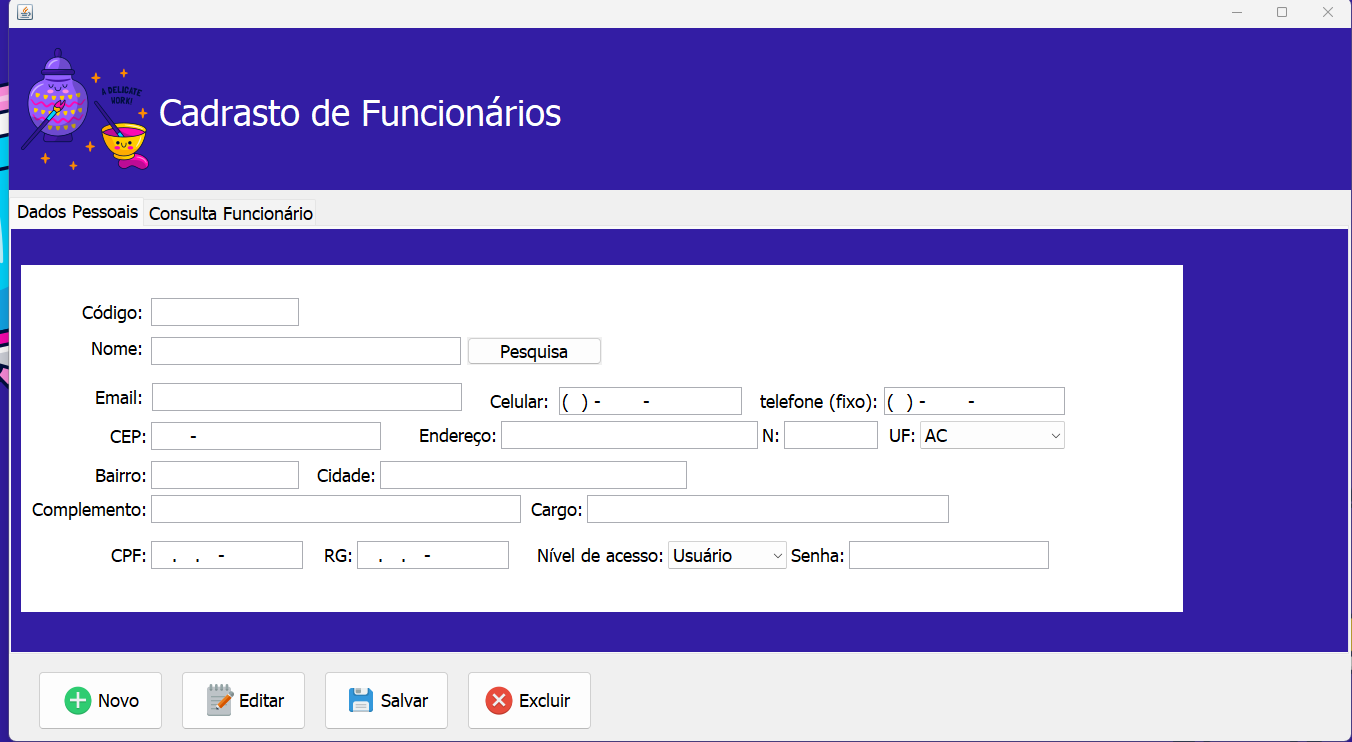 A DELICATE
WORK!
Cadrasto de Funcionários
Dados Pessoais Consulta Funcionário
Código:
Nome: Pesquisa
Email: Celular: ( ) - - telefone (fixo): ( ) - -
CEP: - Endereço: N: UF: AC
Bairro: Cidade:
Complemento: Cargo:
CPF: . . - RG: . . - Nível de acesso: Usuário Senha:
Novo Editar Salvar Excluir